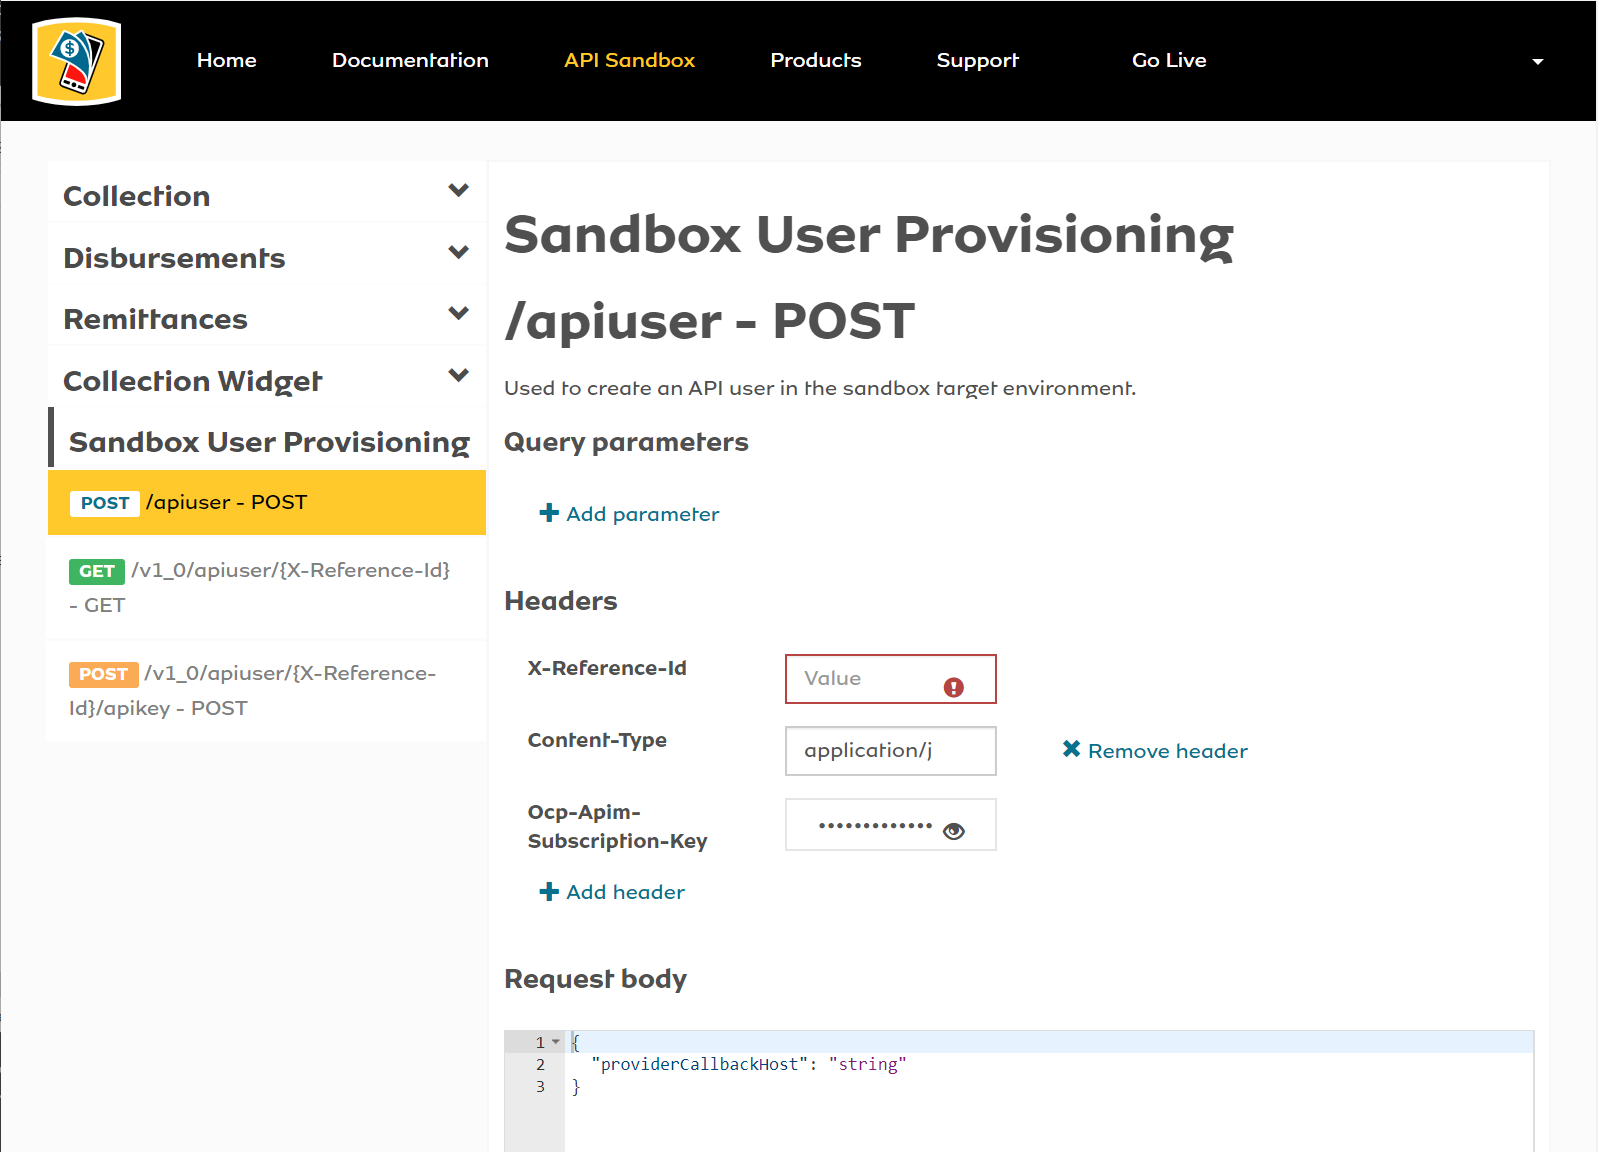 Home Documentation API Sandbox Products Support Go Live
Collection
Disbursements
Remittances
Collection Widget
Sandbox User Provisioning
POST /apiuser - POST
GET /v1_0/apiuser/{X-Reference-Id}
- GET
POST /v1_0/apiuser/{X-Reference-
Id}/apikey - POST
Sandbox User Provisioning
/apiuser - POST
Used to create an API user in the sandbox target environment.
Query parameters
Add parameter
Headers
X-Reference-Id Value
Content-Type application/j Remove header
Ocp-Apim-
Subscription-Key •••••••••••••
Add header
Request body
1 {
2 "providerCallbackHost": "string"
3 }